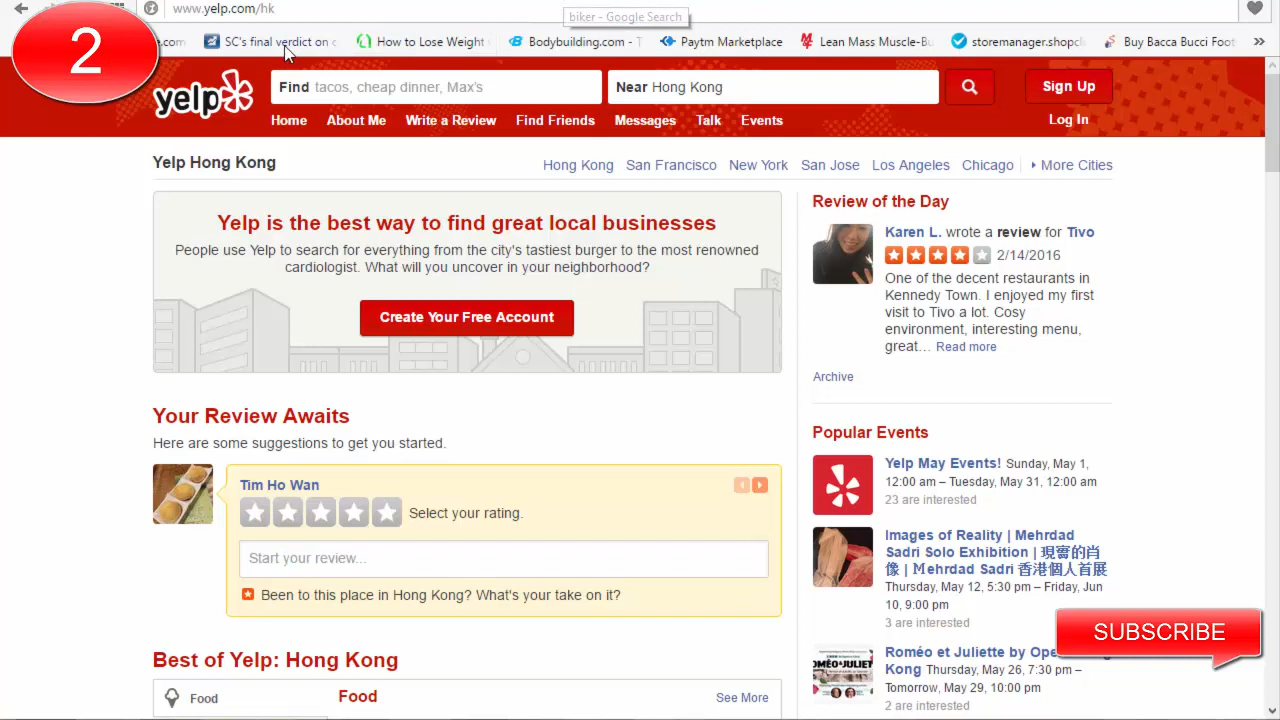 2
www.yelp.com/hk
biker - Google Search
SC's final verdict on
How to Lose Weight
Bodybuilding.com -
Paytm Marketplace
Lean Mass Muscle-Bu
storemanager.shopcl
Buy Bacca Bucci Foot
yelp
Find tacos, cheap dinner, Max's
Near Hong Kong
Sign Up
Home About Me Write a Review Find Friends Messages Talk Events
Log In
Yelp Hong Kong
Hong Kong San Francisco New York San Jose Los Angeles Chicago More Cities
Yelp is the best way to find great local businesses
People use Yelp to search for everything from the city's tastiest burger to the most renowned
cardiologist. What will you uncover in your neighborhood?
Create Your Free Account
Your Review Awaits
Here are some suggestions to get you started.
Tim Ho Wan
Select your rating.
Start your review...
Been to this place in Hong Kong? What's your take on it?
Best of Yelp: Hong Kong
Food
Food
See More
Review of the Day
Karen L. wrote a review for Tivo
2/14/2016
One of the decent restaurants in
Kennedy Town. I enjoyed my first
visit to Tivo a lot. Cosy
environment, interesting menu,
great… Read more
Archive
Popular Events
Yelp May Events! Sunday, May 1,
12:00 am – Tuesday, May 31, 12:00 am
23 are interested
Images of Reality | Mehrdad
Sadri Solo Exhibition | 現實的肖
像 | Mehrdad Sadri 香港個人首展
Thursday, May 12, 5:30 pm – Friday, Jun
10, 9:00 pm
3 are interested
SUBSCRIBE
Roméo et Juliette by
Kong Thursday, May 26, 7:30 pm –
Tomorrow, May 29, 10:00 pm
2 are interested